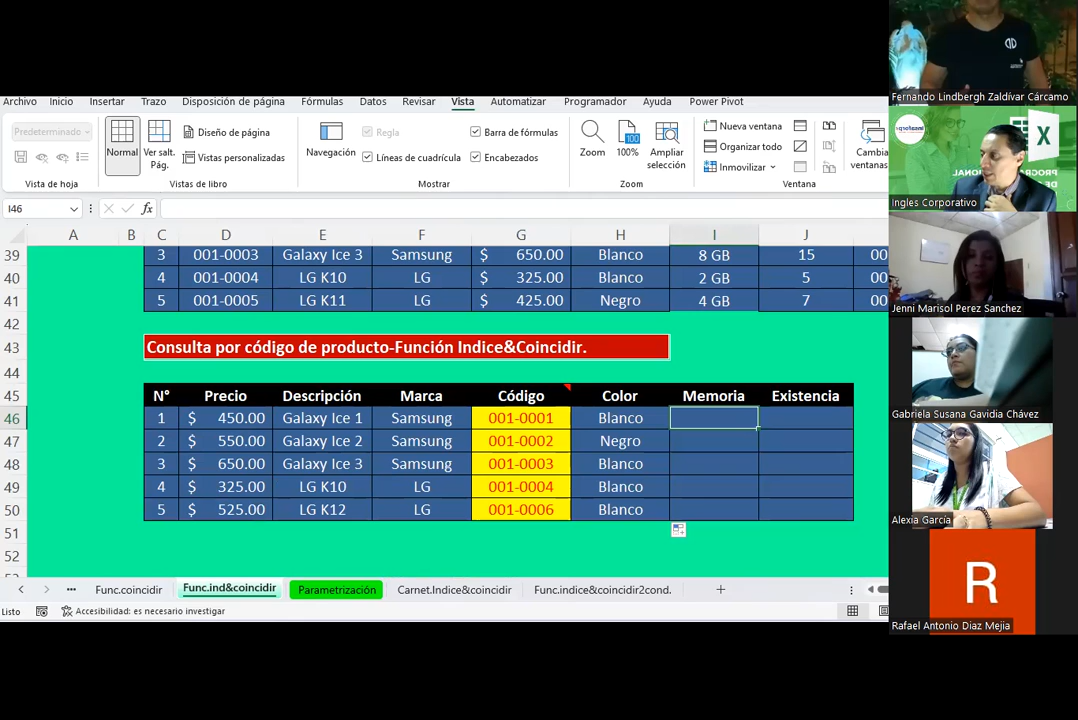 Archivo Inicio Insertar Trazo Disposición de página Fórmulas Datos Revisar Vista Automatizar Programador Ayuda Power Pivot
Predeterminado
Vista de hoja
Normal
Ver salt. Pág.
Diseño de página
Vistas personalizadas
Vistas de libro
Navegación
Regla
Líneas de cuadrícula
Barra de fórmulas
Encabezados
Mostrar
Zoom
100%
Ampliar selección
Zoom
Nueva ventana
Organizar todo
Inmovilizar
Cambiar ventanas
Ventana
I46
fx
A B C D E F G H I J
39 3 001-0003 Galaxy Ice 3 Samsung $ 650.00 Blanco 8 GB 15 00
40 4 001-0004 LG K10 LG $ 325.00 Blanco 2 GB 5 00
41 5 001-0005 LG K11 LG $ 425.00 Negro 4 GB 7 00
42
43 Consulta por código de producto-Función Indice&Coincidir.
44
45 N° Precio Descripción Marca Código Color Memoria Existencia
46 1 $ 450.00 Galaxy Ice 1 Samsung 001-0001 Blanco
47 2 $ 550.00 Galaxy Ice 2 Samsung 001-0002 Negro
48 3 $ 650.00 Galaxy Ice 3 Samsung 001-0003 Blanco
49 4 $ 325.00 LG K10 LG 001-0004 Blanco
50 5 $ 525.00 LG K12 LG 001-0006 Blanco
51
52
Func.coincidir Func.ind&coincidir Parametrización Carnet.Indice&coincidir Func.indice&coincidir2cond.
Listo Accesibilidad: es necesario investigar
Fernando Lindbergh Zaldívar Cárcamo
Ingles Corporativo
Jenni Marisol Perez Sanchez
Gabriela Susana Gavidia Chávez
Alexia García
R
Rafael Antonio Diaz Mejia